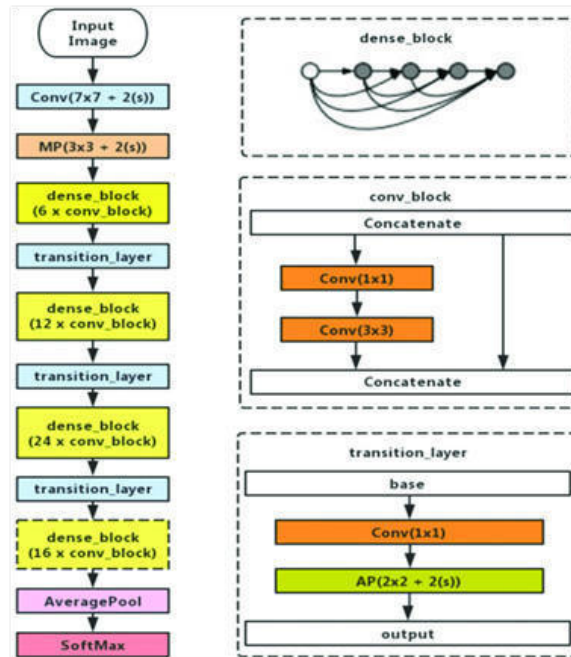 Input
Image
Conv(7x7 + 2(s))
MP(3x3 + 2(s))
dense_block
(6 x conv_block)
transition_layer
dense_block
(12 x conv_block)
transition_layer
dense_block
(24 x conv_block)
transition_layer
dense_block
(16 x conv_block)
AveragePool
SoftMax
dense_block
conv_block
Concatenate
Conv(1x1)
Conv(3x3)
Concatenate
transition_layer
base
Conv(1x1)
AP(2x2 + 2(s))
output